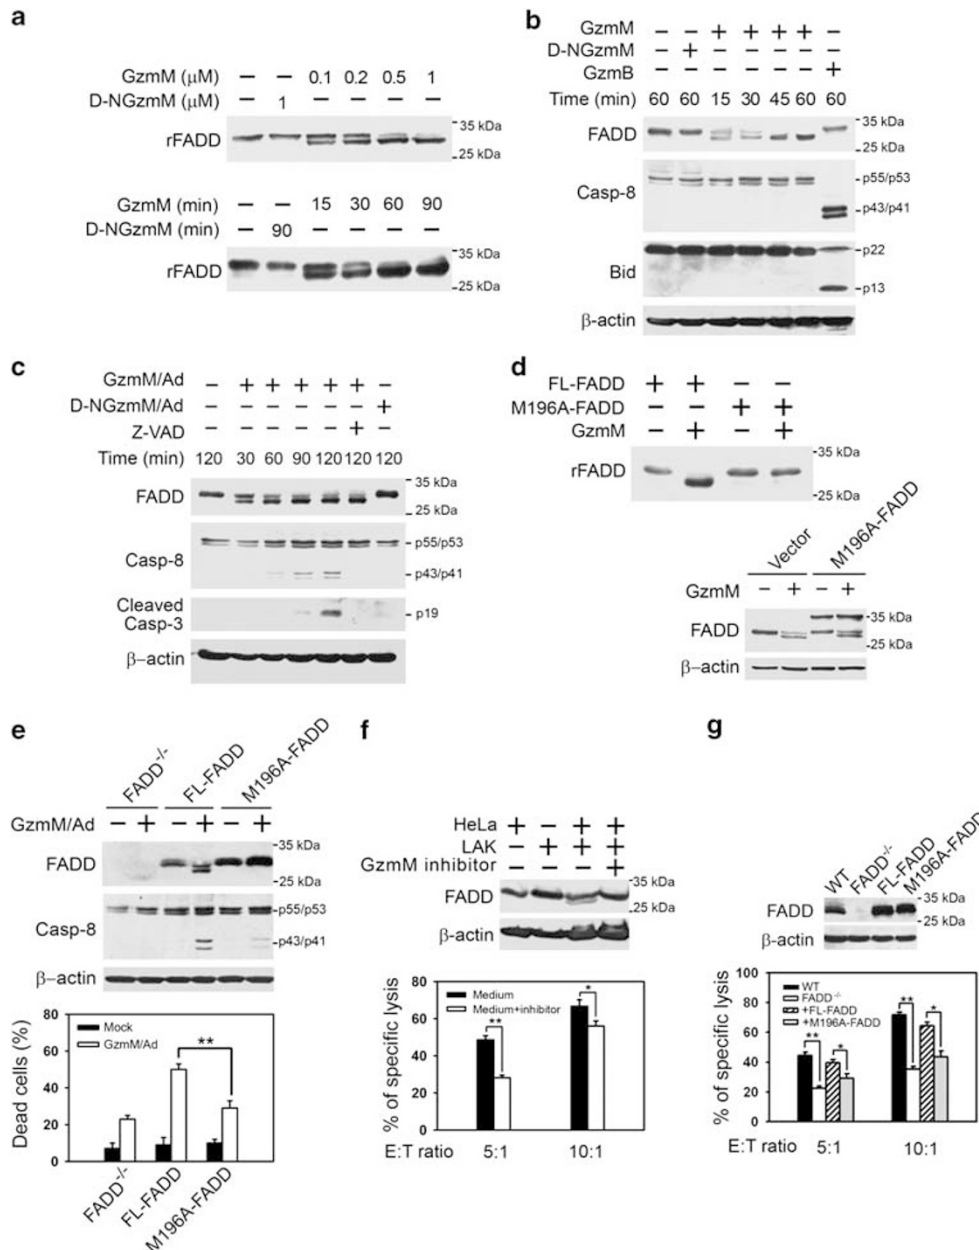 a
GzmM (μM) – – 0.1 0.2 0.5 1
D-NGzmM (μM) – 1 – – – –
rFADD
35 kDa
25 kDa
GzmM (min) – – 15 30 60 90
D-NGzmM (min) – 90 – – – –
rFADD
35 kDa
25 kDa
b
GzmM – – + + + + –
D-NGzmM – + – – – – –
GzmB – – – – – – +
Time (min) 60 60 15 30 45 60 60
FADD
35 kDa
25 kDa
Casp-8
p55/p53
p43/p41
Bid
p22
p13
β-actin
c
GzmM/Ad – + + + + + –
D-NGzmM/Ad – – – – – – +
Z-VAD – – – – – + –
Time (min) 120 30 60 90 120 120 120
FADD
35 kDa
25 kDa
Casp-8
p55/p53
p43/p41
Cleaved
Casp-3
p19
β–actin
d
FL-FADD + + – –
M196A-FADD – – + +
GzmM – + – +
rFADD
35 kDa
25 kDa
Vector
M196A-FADD
GzmM – + – +
FADD
35 kDa
25 kDa
β-actin
e
FADD-/-
FL-FADD
M196A-FADD
GzmM/Ad – + – + – +
FADD
35 kDa
25 kDa
Casp-8
p55/p53
p43/p41
β–actin
Dead cells (%)
80
60
40
20
0
Mock
GzmM/Ad
**
FADD-/-
FL-FADD
M196A-FADD
f
HeLa + – + +
LAK – + + +
GzmM inhibitor – – – +
FADD
35 kDa
25 kDa
β-actin
% of specific lysis
80
60
40
20
0
Medium
Medium+inhibitor
**
*
E:T ratio 5:1 10:1
g
WT
FADD-/-
FL-FADD
M196A-FADD
FADD
35 kDa
25 kDa
β-actin
% of specific lysis
100
80
60
40
20
0
WT
FADD-/-
+FL-FADD
+M196A-FADD
**
*
**
*
E:T ratio 5:1 10:1